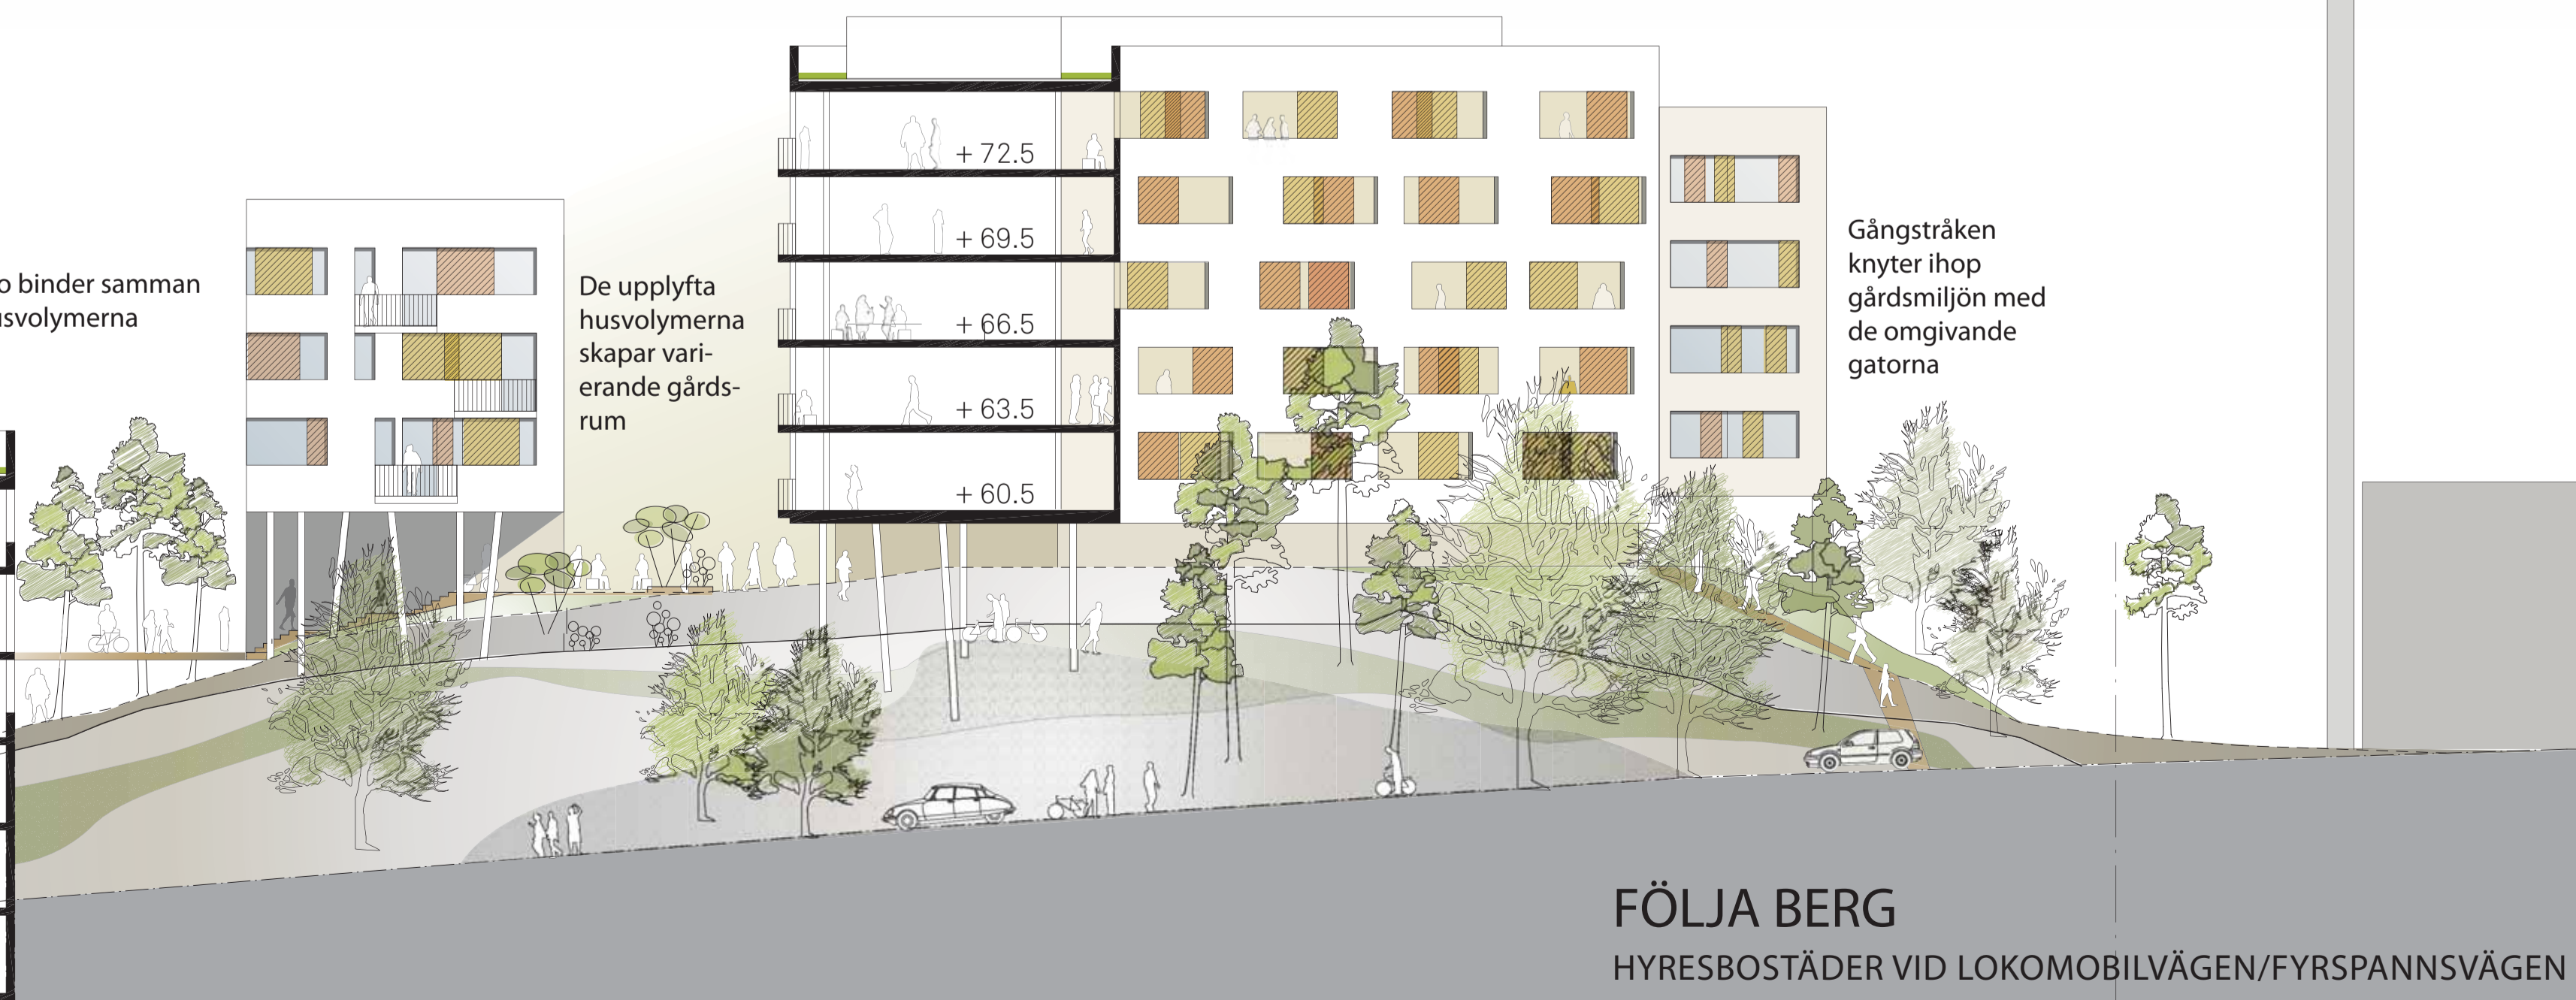 binder samman
De upplyfta
husvolymerna
skapar vari-
erande gårds-
rum
+ 72.5
+ 69.5
+ 66.5
+ 63.5
+ 60.5
Gångstråken
knyter ihop
gårdsmiljön med
de omgivande
gatorna
FÖLJA BERG
HYRESBOSTÄDER VID LOKOMOBILVÄGEN/FYRSPANNSVÄGEN